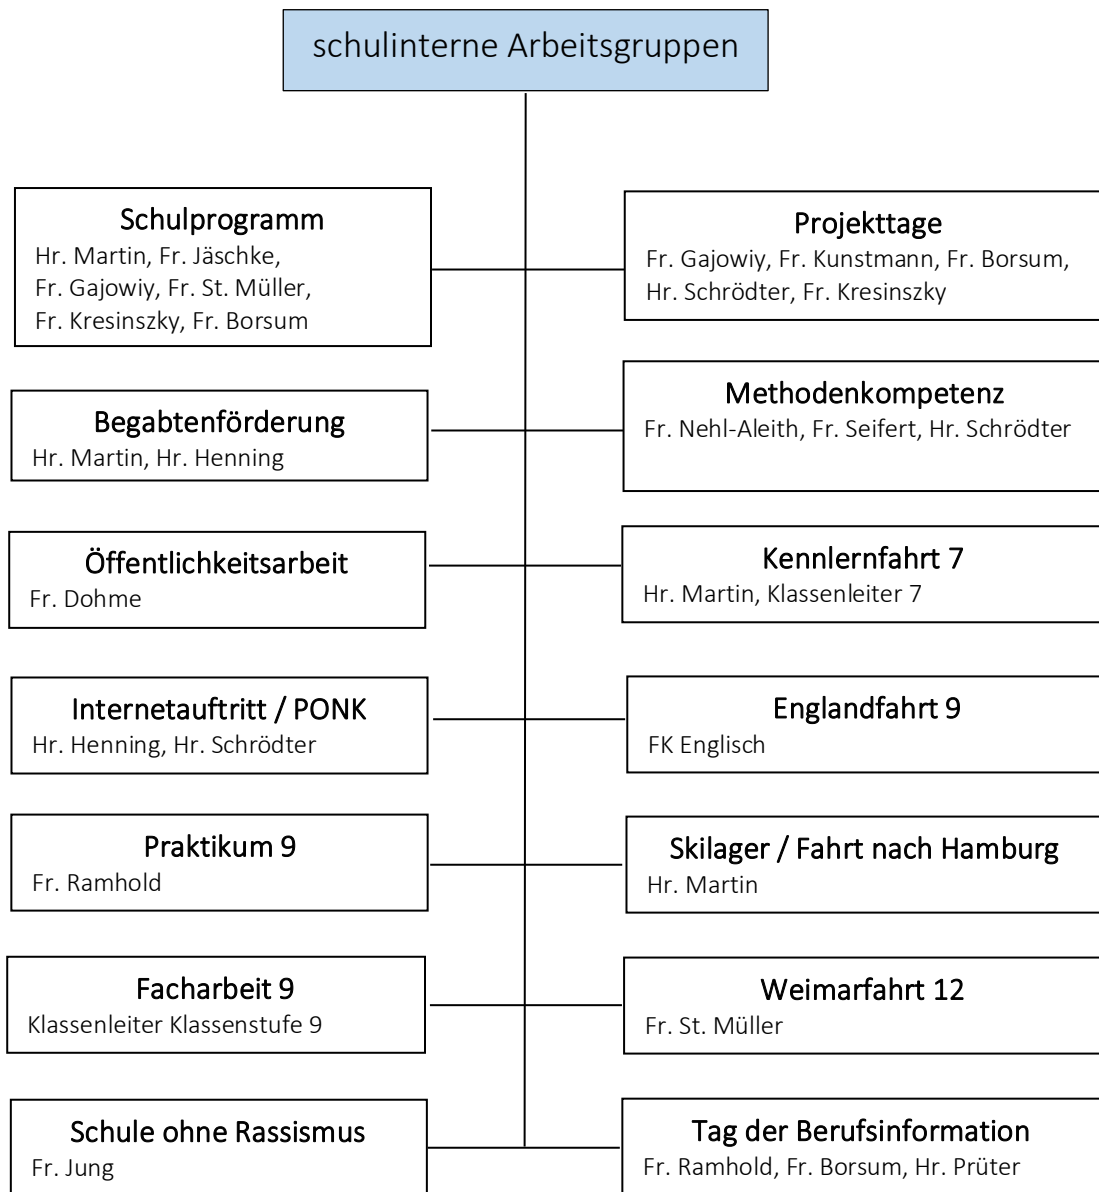 schulinterne Arbeitsgruppen
Schulprogramm
Hr. Martin, Fr. Jäschke,
Fr. Gajowiy, Fr. St. Müller,
Fr. Kresinszky, Fr. Borsum
Projekttage
Fr. Gajowiy, Fr. Kunstmann, Fr. Borsum,
Hr. Schrödter, Fr. Kresinszky
Begabtenförderung
Hr. Martin, Hr. Henning
Methodenkompetenz
Fr. Nehl-Aleith, Fr. Seifert, Hr. Schrödter
Öffentlichkeitsarbeit
Fr. Dohme
Kennlernfahrt 7
Hr. Martin, Klassenleiter 7
Internetauftritt / PONK
Hr. Henning, Hr. Schrödter
Englandfahrt 9
FK Englisch
Praktikum 9
Fr. Ramhold
Skilager / Fahrt nach Hamburg
Hr. Martin
Facharbeit 9
Klassenleiter Klassenstufe 9
Weimarfahrt 12
Fr. St. Müller
Schule ohne Rassismus
Fr. Jung
Tag der Berufsinformation
Fr. Ramhold, Fr. Borsum, Hr. Prüter